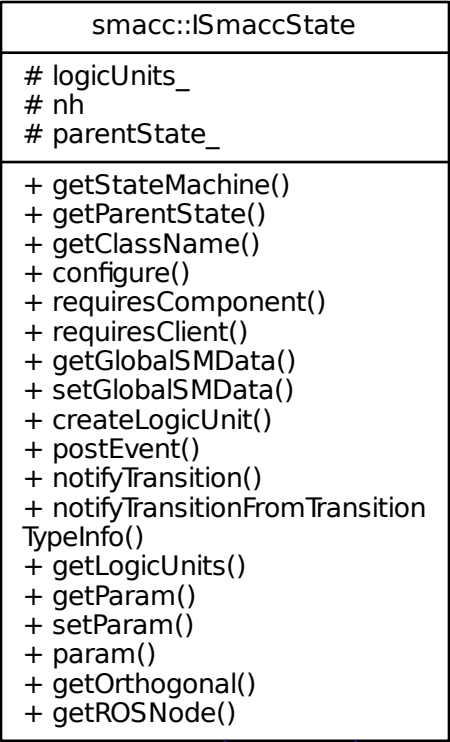 smacc::ISmaccState
# logicUnits_
# nh
# parentState_
+ getStateMachine()
+ getParentState()
+ getClassName()
+ configure()
+ requiresComponent()
+ requiresClient()
+ getGlobalSMData()
+ setGlobalSMData()
+ createLogicUnit()
+ postEvent()
+ notifyTransition()
+ notifyTransitionFromTransition
TypeInfo()
+ getLogicUnits()
+ getParam()
+ setParam()
+ param()
+ getOrthogonal()
+ getROSNode()